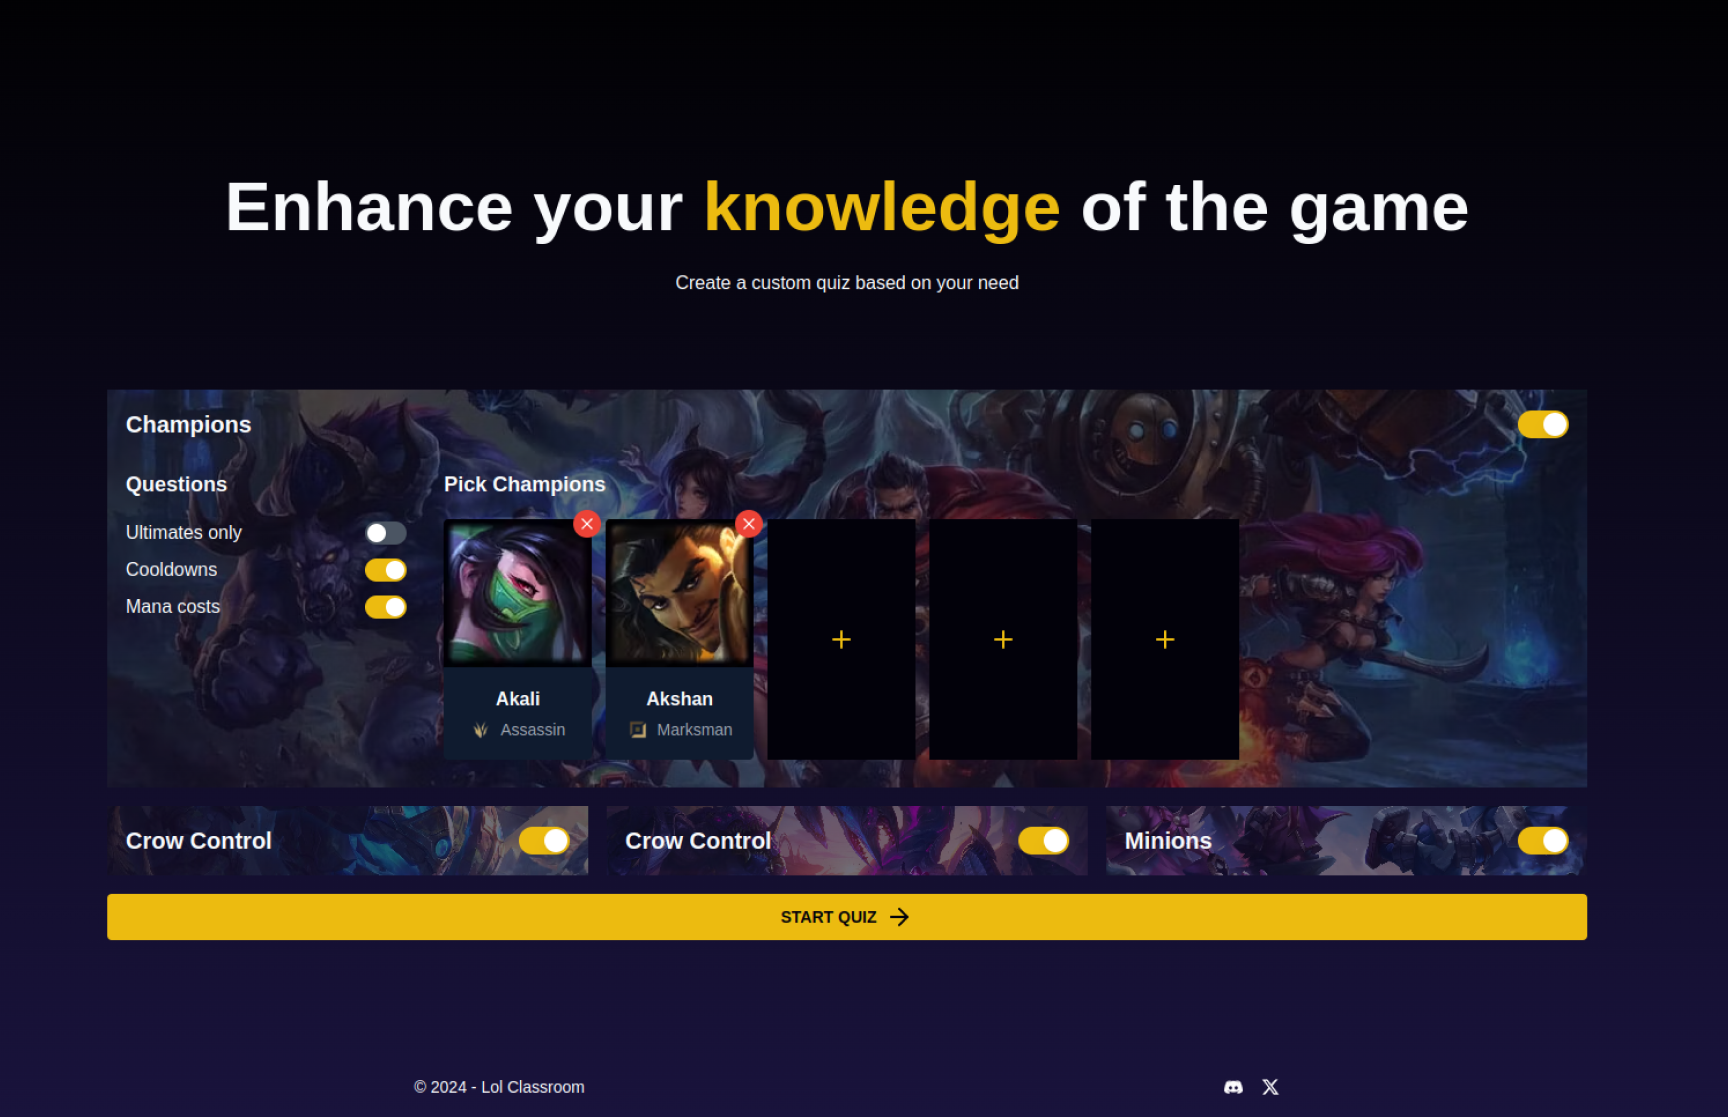 Enhance your knowledge of the game
Create a custom quiz based on your need
Champions
Questions
Ultimates only
Cooldowns
Mana costs
Pick Champions
Akali
Assassin
Akshan
Marksman
Crow Control
Crow Control
Minions
START QUIZ
© 2024 - Lol Classroom